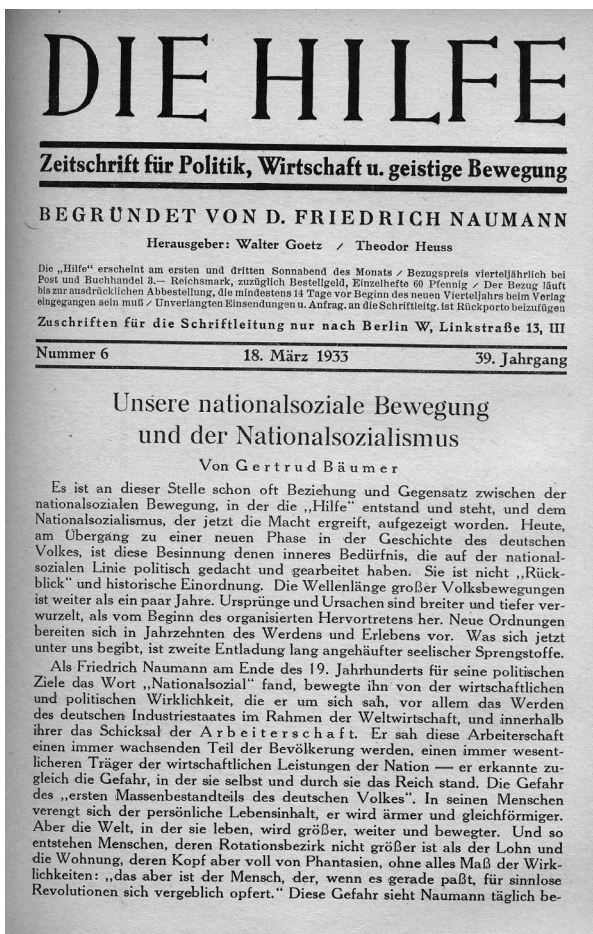 DIE HILFE
Zeitschrift für Politik, Wirtschaft u. geistige Bewegung
BEGRÜNDET VON D. FRIEDRICH NAUMANN
Herausgeber: Walter Goetz / Theodor Heuss
Die „Hilfe“ erscheint am ersten und dritten Sonnabend des Monats / Bezugspreis vierteljährlich bei
Post und Buchhandel 3.— Reichsmark, zuzüglich Bestellgeld, Einzelhefte 60 Pfennig / Der Bezug läuft
bis zur ausdrücklichen Abbestellung, die mindestens 14 Tage vor Beginn des neuen Vierteljahrs beim Verlag
eingegangen sein muß / Unverlangten Einsendungen u. Anfrag. an die Schriftleitg. ist Rückporto beizufügen
Zuschriften für die Schriftleitung nur nach Berlin W, Linkstraße 13, III
Nummer 6 18. März 1933 39. Jahrgang
Unsere nationalsoziale Bewegung
und der Nationalsozialismus
Von Gertrud Bäumer
Es ist an dieser Stelle schon oft Beziehung und Gegensatz zwischen der
nationalsozialen Bewegung, in der die „Hilfe“ entstand und steht, und dem
Nationalsozialismus, der jetzt die Macht ergreift, aufgezeigt worden. Heute,
am Übergang zu einer neuen Phase in der Geschichte des deutschen
Volkes, ist diese Besinnung denen inneres Bedürfnis, die auf der national-
sozialen Linie politisch gedacht und gearbeitet haben. Sie ist nicht „Rück-
blick“ und historische Einordnung. Die Wellenlänge großer Volksbewegungen
ist weiter als ein paar Jahre. Ursprünge und Ursachen sind breiter und tiefer ver-
wurzelt, als vom Beginn des organisierten Hervortretens her. Neue Ordnungen
bereiten sich in Jahrzehnten des Werdens und Erlebens vor. Was sich jetzt
unter uns begibt, ist zweite Entladung lang angehäufter seelischer Sprengstoffe.
Als Friedrich Naumann am Ende des 19. Jahrhunderts für seine politischen
Ziele das Wort „Nationalsozial“ fand, bewegte ihn von der wirtschaftlichen
und politischen Wirklichkeit, die er um sich sah, vor allem das Werden
des deutschen Industriestaates im Rahmen der Weltwirtschaft, und innerhalb
ihrer das Schicksal der Arbeiterschaft. Er sah diese Arbeiterschaft
einen immer wachsenden Teil der Bevölkerung werden, einen immer wesent-
licheren Träger der wirtschaftlichen Leistungen der Nation — er erkannte zu-
gleich die Gefahr, in der sie selbst und durch sie das Reich stand. Die Gefahr
des „ersten Massenbestandteils des deutschen Volkes“. In seinen Menschen
verengt sich der persönliche Lebensinhalt, er wird ärmer und gleichförmiger.
Aber die Welt, in der sie leben, wird größer, weiter und bewegter. Und so
entstehen Menschen, deren Rotationsbezirk nicht größer ist als der Lohn und
die Wohnung, deren Kopf aber voll von Phantasien, ohne alles Maß der Wirk-
lichkeiten: „das aber ist der Mensch, der, wenn es gerade paßt, für sinnlose
Revolutionen sich vergeblich opfert.“ Diese Gefahr sieht Naumann täglich be-